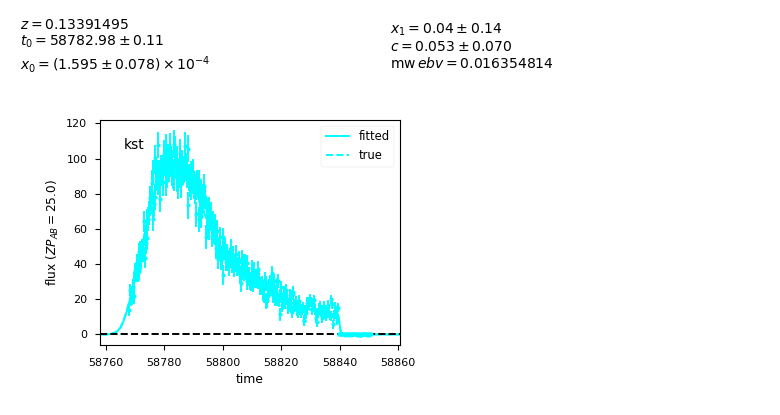 z = 0.13391495
t₀ = 58782.98 ± 0.11
x₀ = (1.595 ± 0.078) × 10⁻⁴
x₁ = 0.04 ± 0.14
c = 0.053 ± 0.070
mw ebv = 0.016354814
kst
fitted
true
120
100
80
60
40
20
0
flux (ZP_AB = 25.0)
58760 58780 58800 58820 58840 58860
time